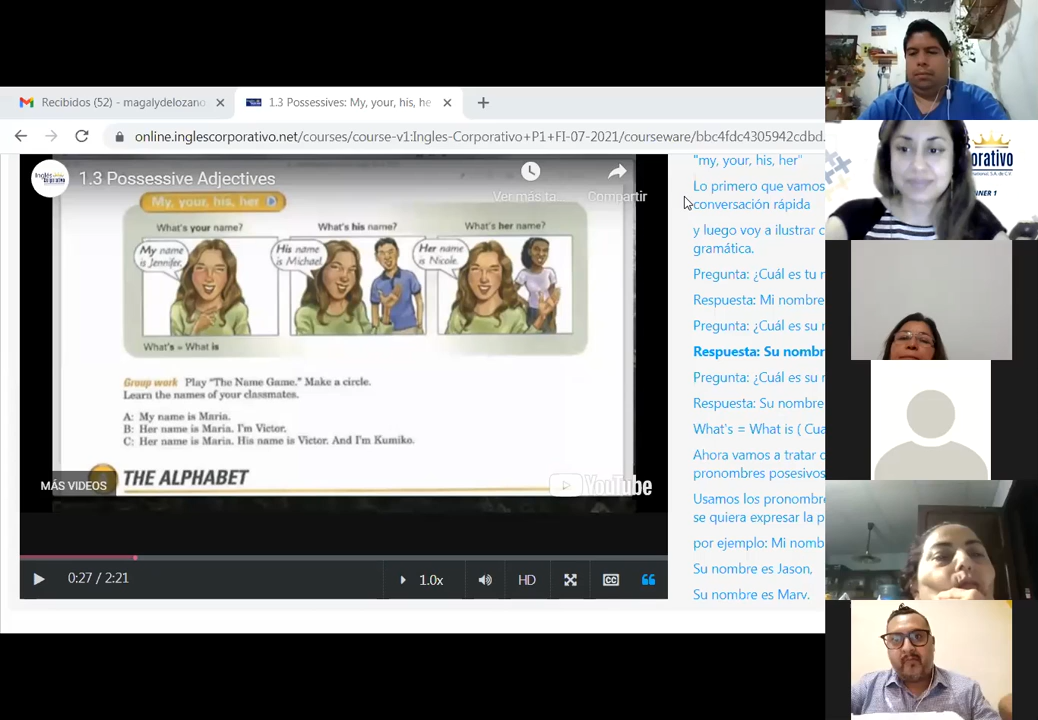 Recibidos (52) - magalydelozano
1.3 Possessives: My, your, his, he
online.inglescorporativo.net/courses/course-v1:Ingles-Corporativo+P1+FI-07-2021/courseware/bbc4fdc4305942cdbd.
1.3 Possessive Adjectives
Ver más ta...
Compartir
My, your, his, her
What's your name?
What's his name?
What's her name?
My name
is Jennifer.
His name
is Michael.
Her name
is Nicole.
What's = What is
Group work Play "The Name Game." Make a circle.
Learn the names of your classmates.
A: My name is Maria.
B: Her name is Maria. I'm Victor.
C: Her name is Maria. His name is Victor. And I'm Kumiko.
THE ALPHABET
MÁS VIDEOS
YouTube
0:27 / 2:21
1.0x
HD
CC
"my, your, his, her"
Lo primero que vamos
conversación rápida
y luego voy a ilustrar c
gramática.
Pregunta: ¿Cuál es tu n
Respuesta: Mi nombre
Pregunta: ¿Cuál es su n
Respuesta: Su nombr
Pregunta: ¿Cuál es su n
Respuesta: Su nombre
What's = What is ( Cua
Ahora vamos a tratar c
pronombres posesivos
Usamos los pronombre
se quiera expresar la p
por ejemplo: Mi nomb
Su nombre es Jason,
Su nombre es Mary.
porativo